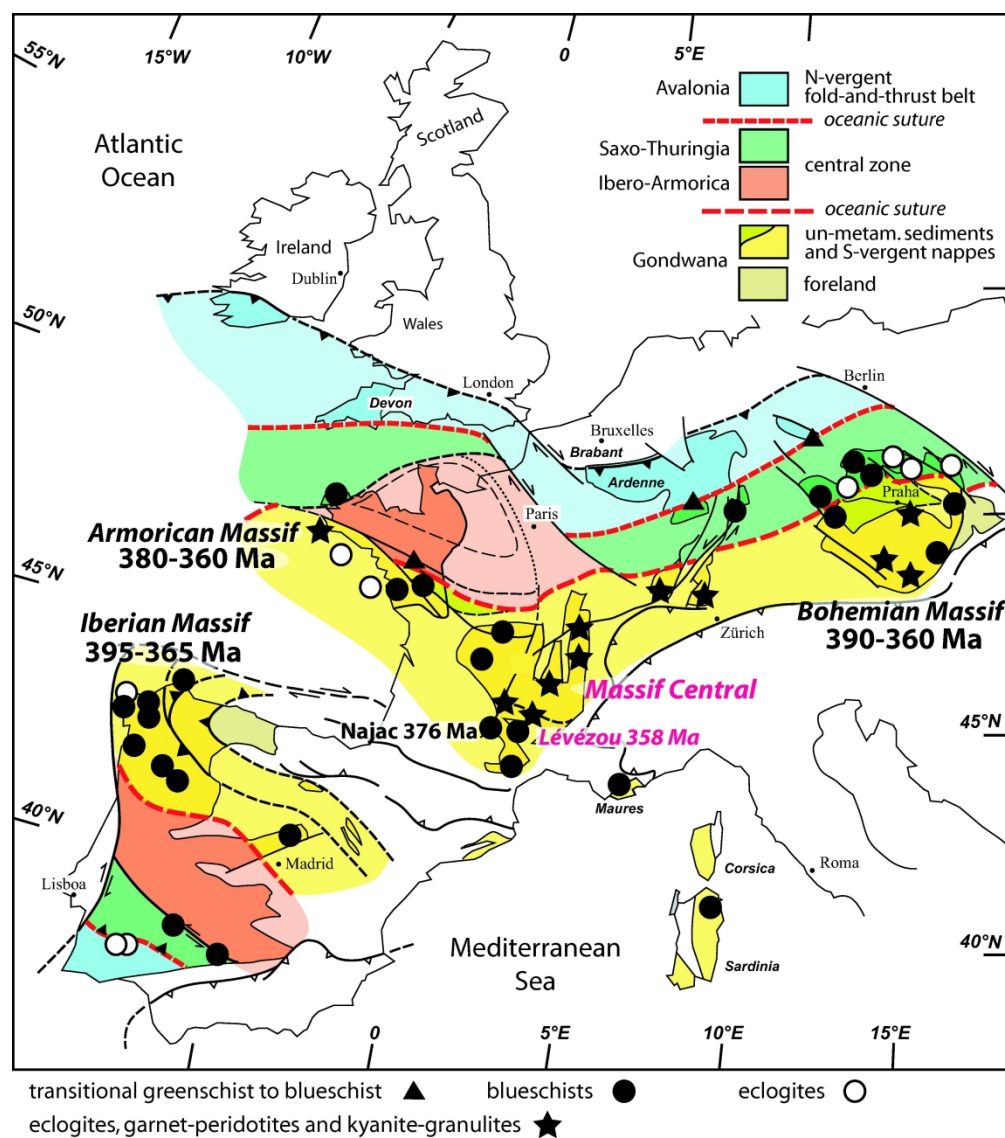 15°W
10°W
0
5°E
55°N
Scotland
Atlantic
Ocean
Avalonia
N-vergent
fold-and-thrust belt
oceanic suture
Saxo-Thuringia
central zone
Ibero-Armorica
oceanic suture
Gondwana
un-metam. sediments
and S-vergent nappes
foreland
Ireland
Dublin
50°N
Wales
London
Berlin
Devon
Bruxelles
Brabant
Ardenne
Praha
Paris
Armorican Massif
380-360 Ma
45°N
Iberian Massif
395-365 Ma
Zürich
Bohemian Massif
390-360 Ma
Massif Central
Najac 376 Ma
Lévézou 358 Ma
45°N
Maures
40°N
Madrid
Corsica
Roma
Lisboa
Mediterranean
Sea
Sardinia
40°N
0
5°E
10°E
15°E
transitional greenschist to blueschist
blueschists
eclogites
eclogites, garnet-peridotites and kyanite-granulites